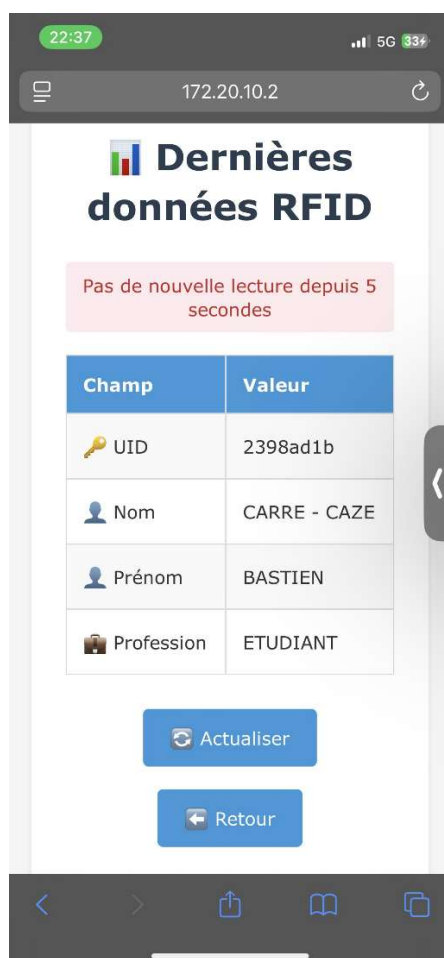 22:37
5G 33
172.20.10.2
Dernières
données RFID
Pas de nouvelle lecture depuis 5
secondes
Champ Valeur
UID 2398ad1b
Nom CARRE - CAZE
Prénom BASTIEN
Profession ETUDIANT
Actualiser
Retour